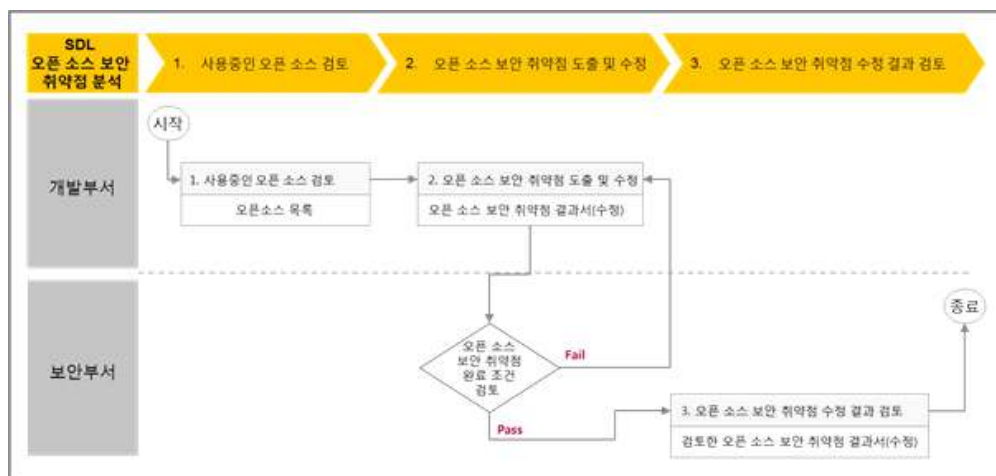 SDL
오픈 소스 보안
취약점 분석
1. 사용중인 오픈 소스 검토
2. 오픈 소스 보안 취약점 도출 및 수정
3. 오픈 소스 보안 취약점 수정 결과 검토
개발부서
시작
1. 사용중인 오픈 소스 검토
오픈소스 목록
2. 오픈 소스 보안 취약점 도출 및 수정
오픈 소스 보안 취약점 결과서(수정)
보안부서
오픈 소스
보안 취약점
완료 조건
검토
Fail
Pass
3. 오픈 소스 보안 취약점 수정 결과 검토
검토한 오픈 소스 보안 취약점 결과서(수정)
종료